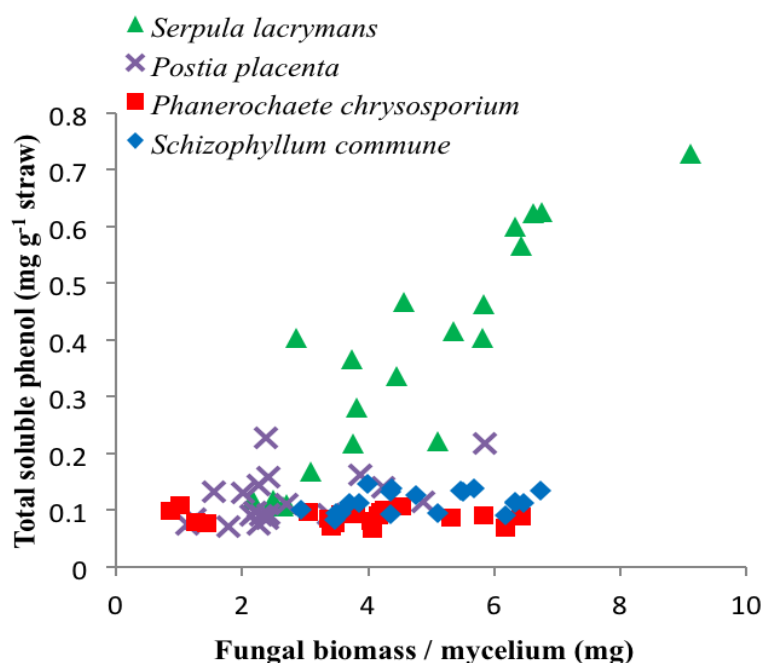 Serpula lacrymans
Postia placenta
Phanerochaete chrysosporium
Schizophyllum commune
Total soluble phenol (mg g⁻¹ straw)
0.8
0.7
0.6
0.5
0.4
0.3
0.2
0.1
0
0 2 4 6 8 10
Fungal biomass / mycelium (mg)